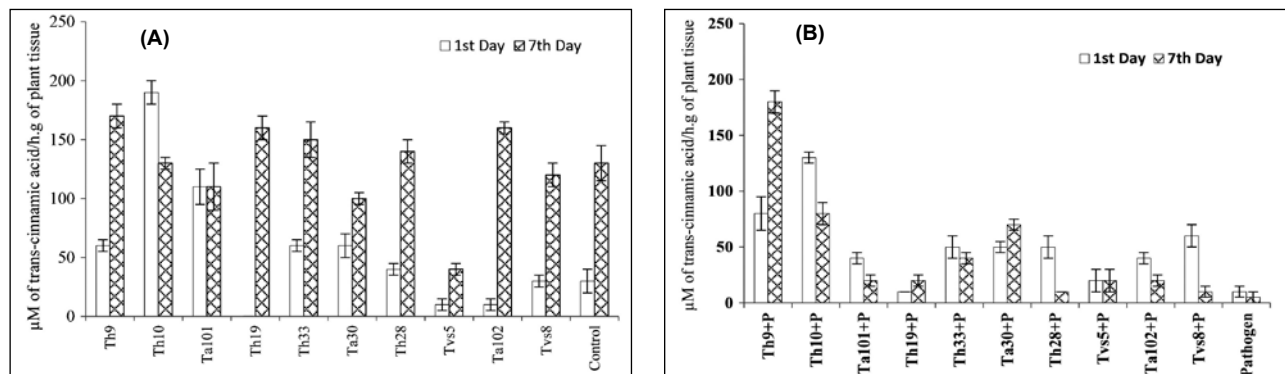 (A)
1st Day 7th Day
µM of trans-cinnamic acid/h.g of plant tissue
250
200
150
100
50
0
Th9 Th10 Ta101 Th19 Th33 Ta30 Th28 Tvs5 Ta102 Tvs8 Control
(B)
1st Day 7th Day
µM of trans-cinnamic acid/h.g of plant tissue
250
200
150
100
50
0
Th9+P Th10+P Ta101+P Th19+P Th33+P Ta30+P Th28+P Tvs5+P Ta102+P Tvs8+P Pathogen